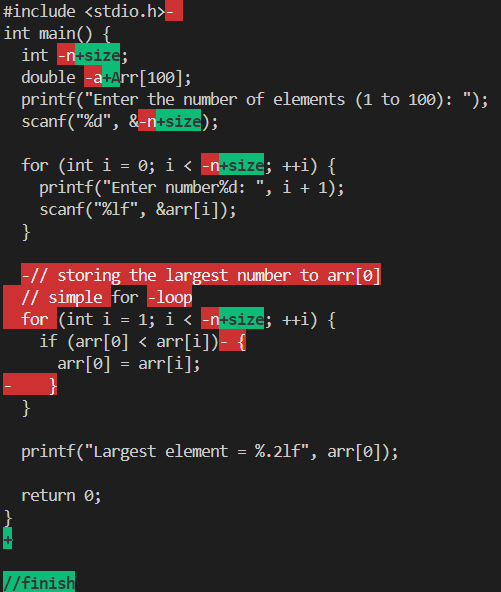 #include <stdio.h>-
int main() {
  int -n+size;
  double -a+Arr[100];
  printf("Enter the number of elements (1 to 100): ");
  scanf("%d", &-n+size);

  for (int i = 0; i < -n+size; ++i) {
    printf("Enter number%d: ", i + 1);
    scanf("%lf", &arr[i]);
  }

  -// storing the largest number to arr[0]
  // simple for -loop
  for (int i = 1; i < -n+size; ++i) {
    if (arr[0] < arr[i])- {
      arr[0] = arr[i];
-    }
  }

  printf("Largest element = %.2lf", arr[0]);

  return 0;
}
+

//finish